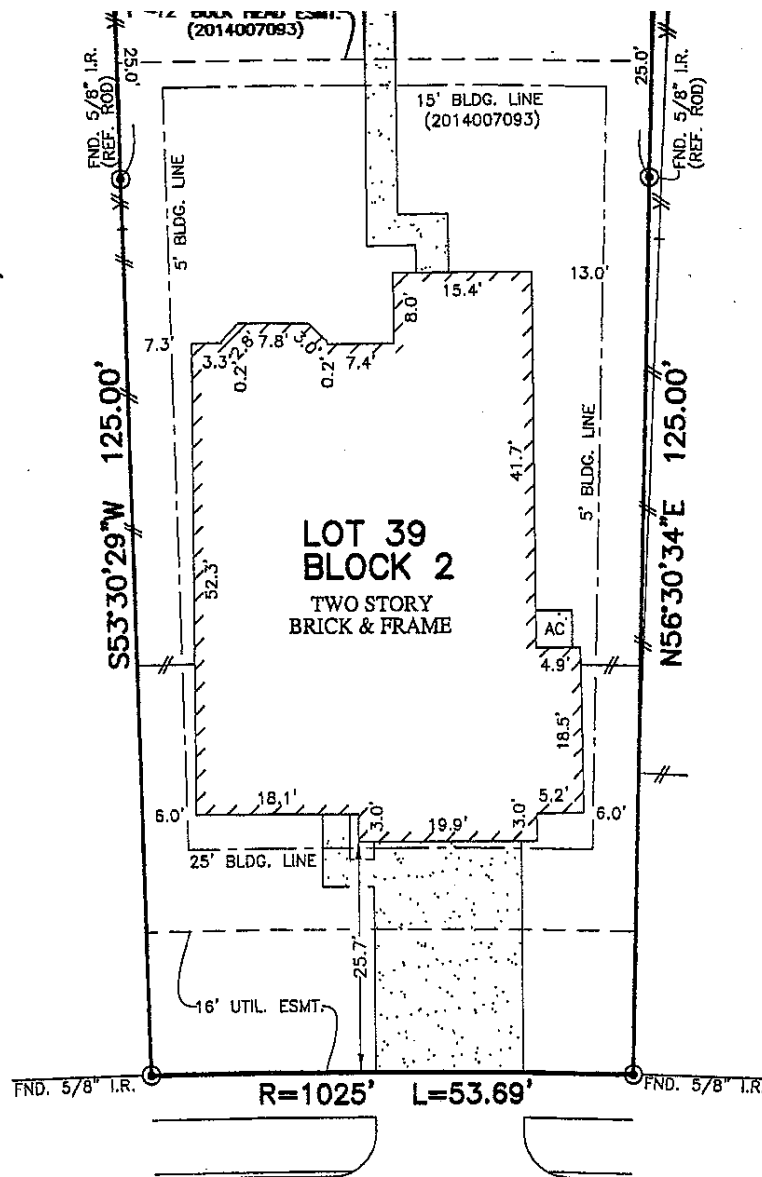 BULK HEAD ESMT.
(2014007093)
25.0'
25.0'
FND. 5/8" I.R.
(REF. ROD)
15' BLDG. LINE
(2014007093)
FND. 5/8" I.R.
(REF. ROD)
5' BLDG. LINE
13.0'
15.4'
8.0'
7.3'
3.3'
2.8'
7.8'
3.0'
7.4'
0.2'
0.2'
S53°30'29"W 125.00'
N56°30'34"E 125.00'
41.7'
5' BLDG. LINE
52.3'
LOT 39
BLOCK 2
TWO STORY
BRICK & FRAME
AC
4.9'
18.5'
6.0'
18.1'
3.0'
19.9'
3.0'
5.2'
6.0'
25' BLDG. LINE
25.7'
16' UTIL. ESMT.
FND. 5/8" I.R.
R=1025' L=53.69'
FND. 5/8" I.R.